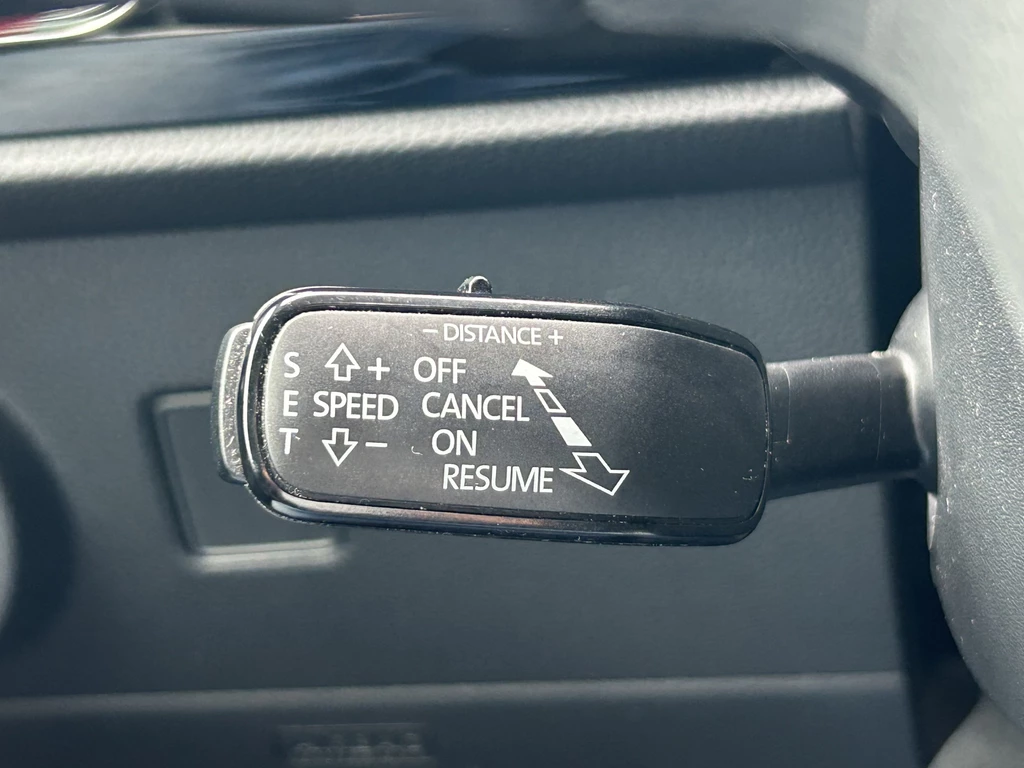 − DISTANCE +
S + OFF
E SPEED CANCEL
T − ON
RESUME